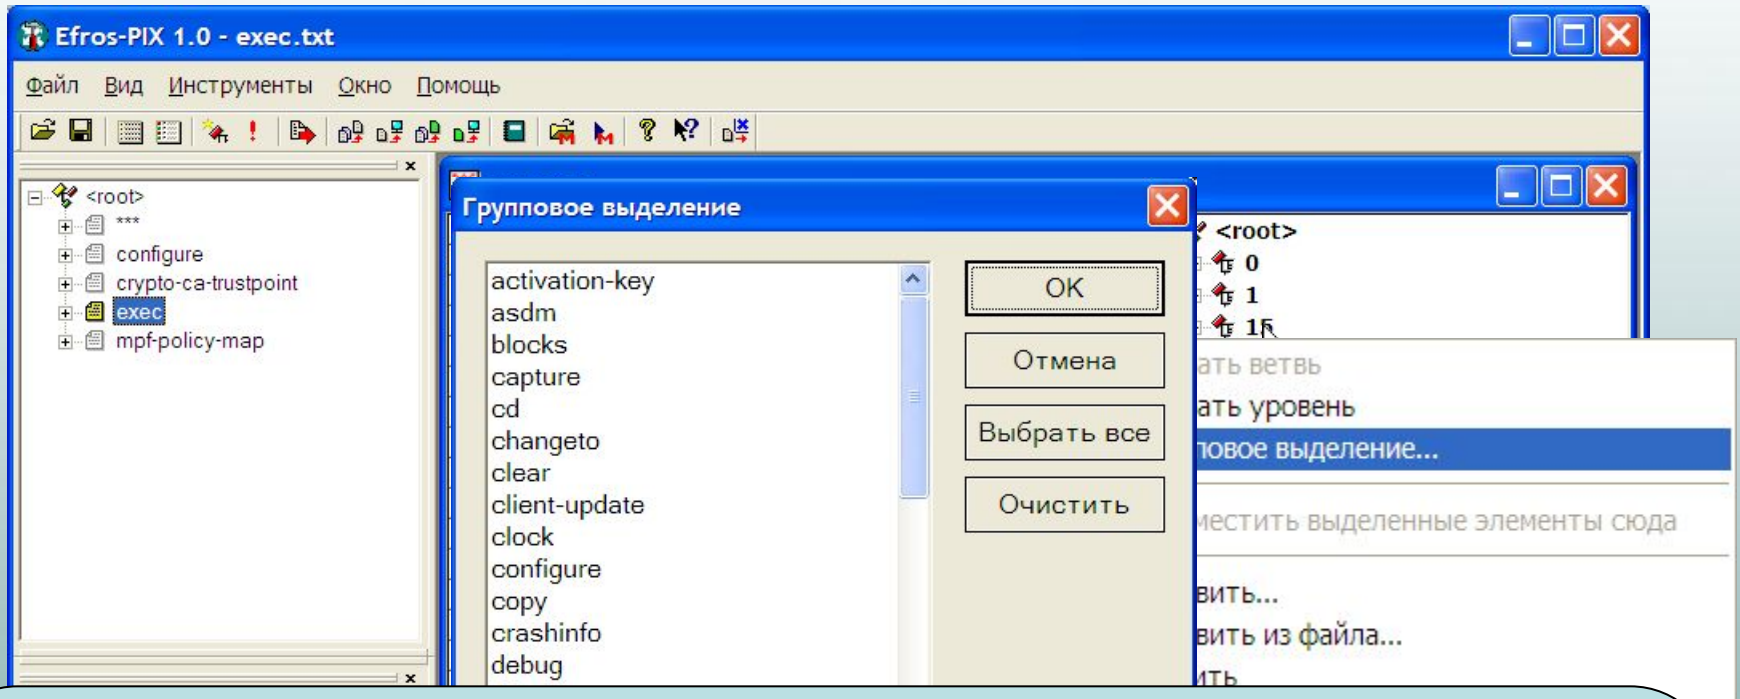 Efros-PIX 1.0 - exec.txt
Файл Вид Инструменты Окно Помощь
<root>
***
configure
crypto-ca-trustpoint
exec
mpf-policy-map
Групповое выделение
activation-key
asdm
blocks
capture
cd
changeto
clear
client-update
clock
configure
copy
crashinfo
debug
OK
Отмена
Выбрать все
Очистить
<root>
0
1
15
ать ветвь
ать уровень
повое выделение...
местить выделенные элементы сюда
вить...
вить из файла...
ить